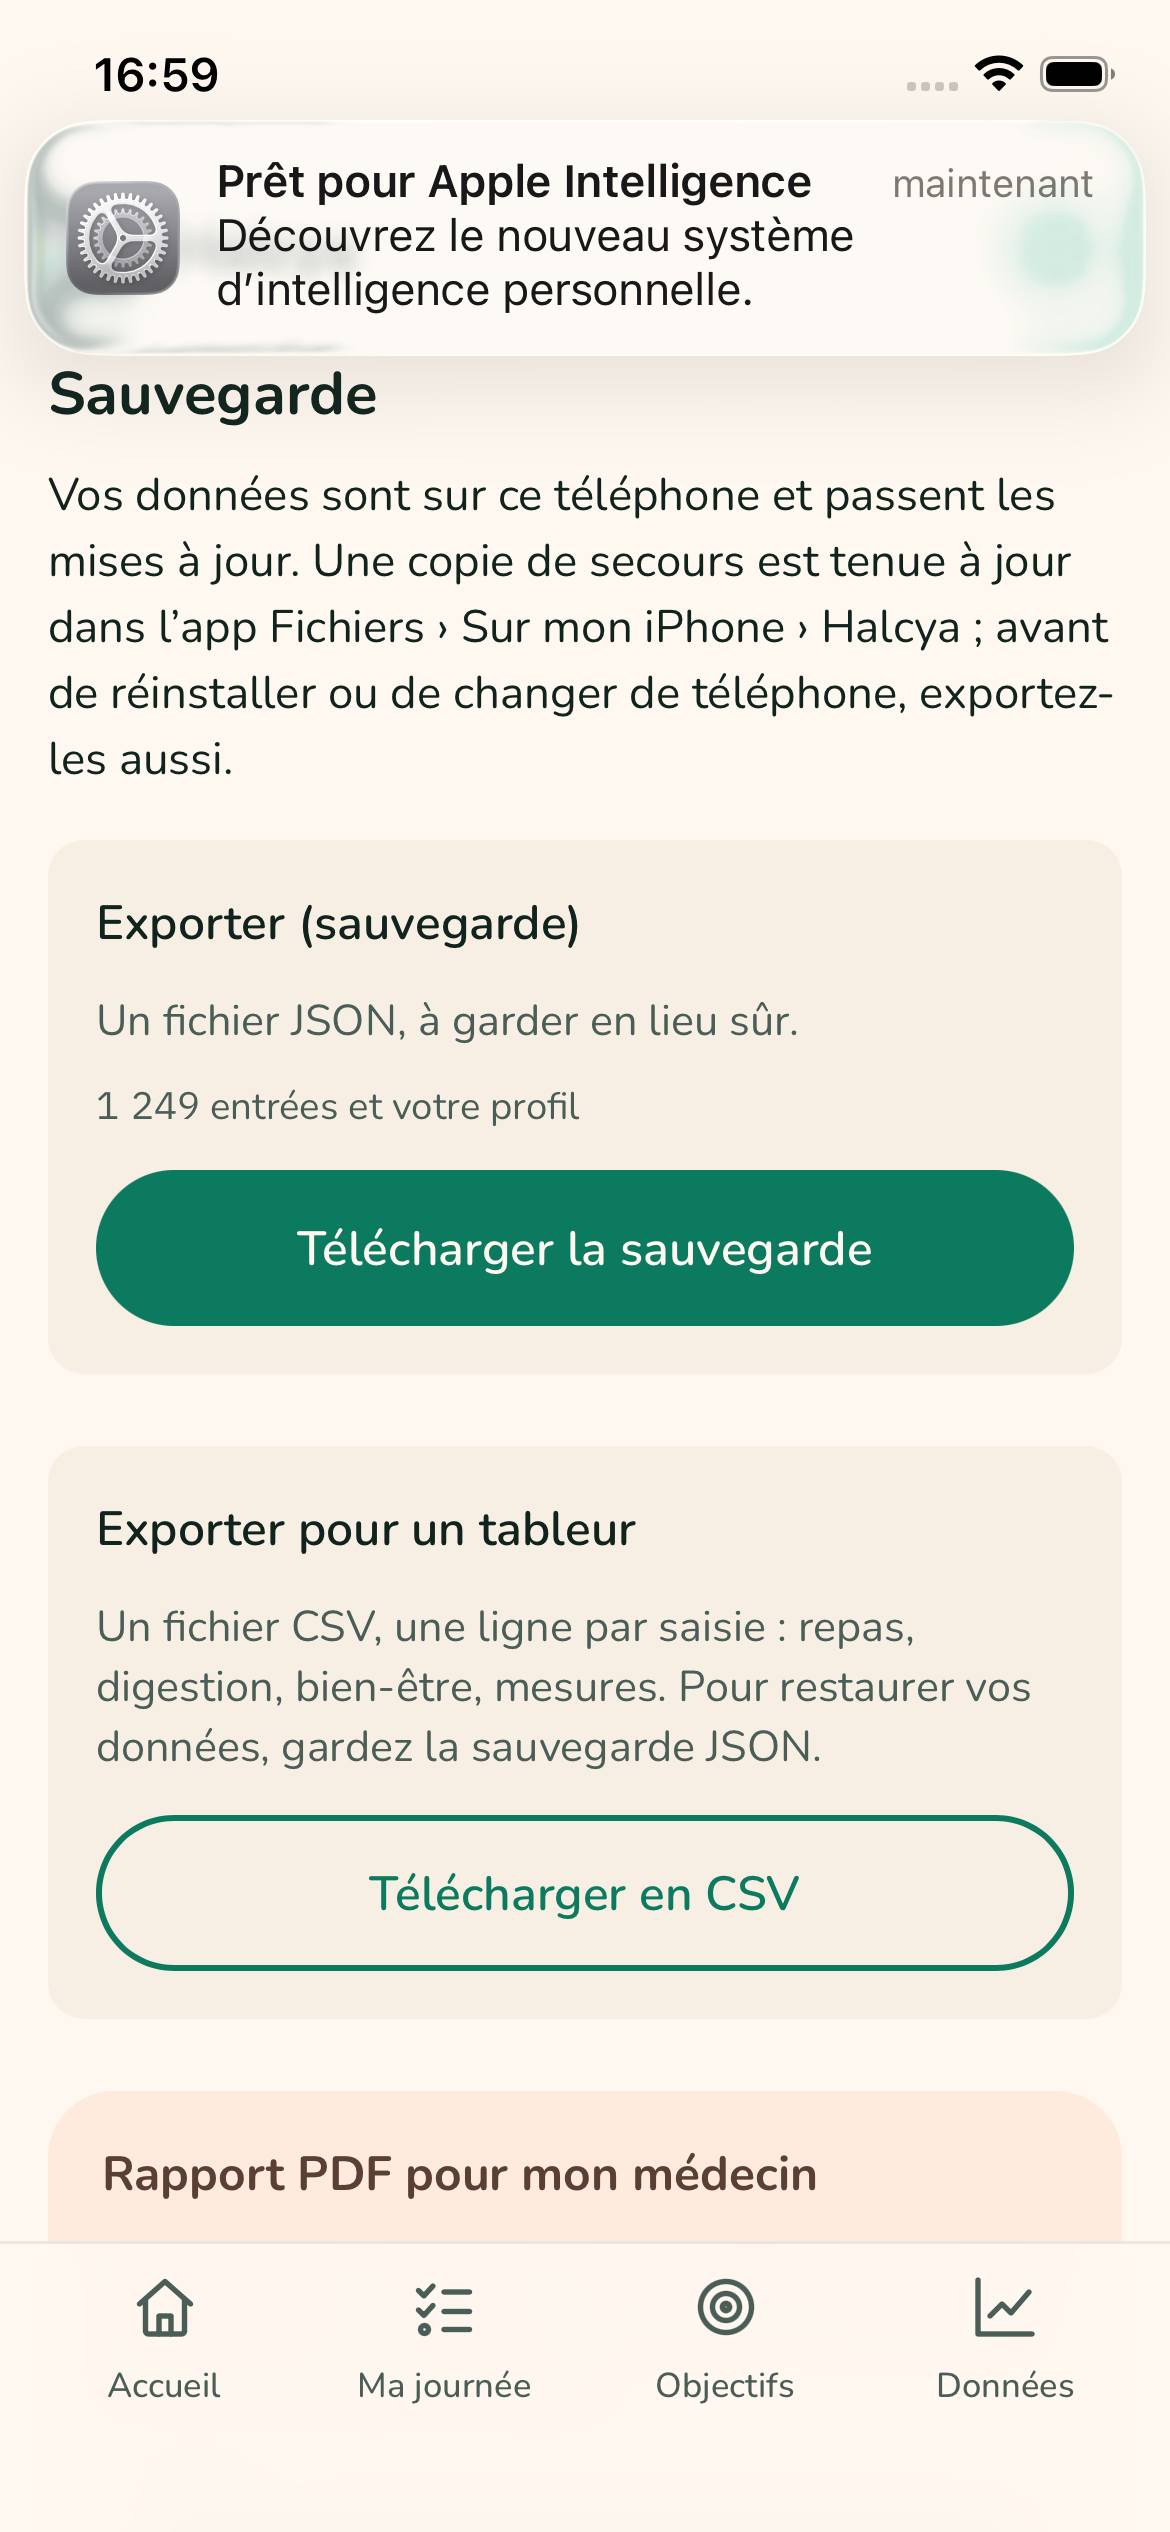 16:59
Prêt pour Apple Intelligence
maintenant
Découvrez le nouveau système
d’intelligence personnelle.
Sauvegarde
Vos données sont sur ce téléphone et passent les
mises à jour. Une copie de secours est tenue à jour
dans l’app Fichiers › Sur mon iPhone › Halcya ; avant
de réinstaller ou de changer de téléphone, exportez-
les aussi.
Exporter (sauvegarde)
Un fichier JSON, à garder en lieu sûr.
1 249 entrées et votre profil
Télécharger la sauvegarde
Exporter pour un tableur
Un fichier CSV, une ligne par saisie : repas,
digestion, bien-être, mesures. Pour restaurer vos
données, gardez la sauvegarde JSON.
Télécharger en CSV
Rapport PDF pour mon médecin
Accueil
Ma journée
Objectifs
Données